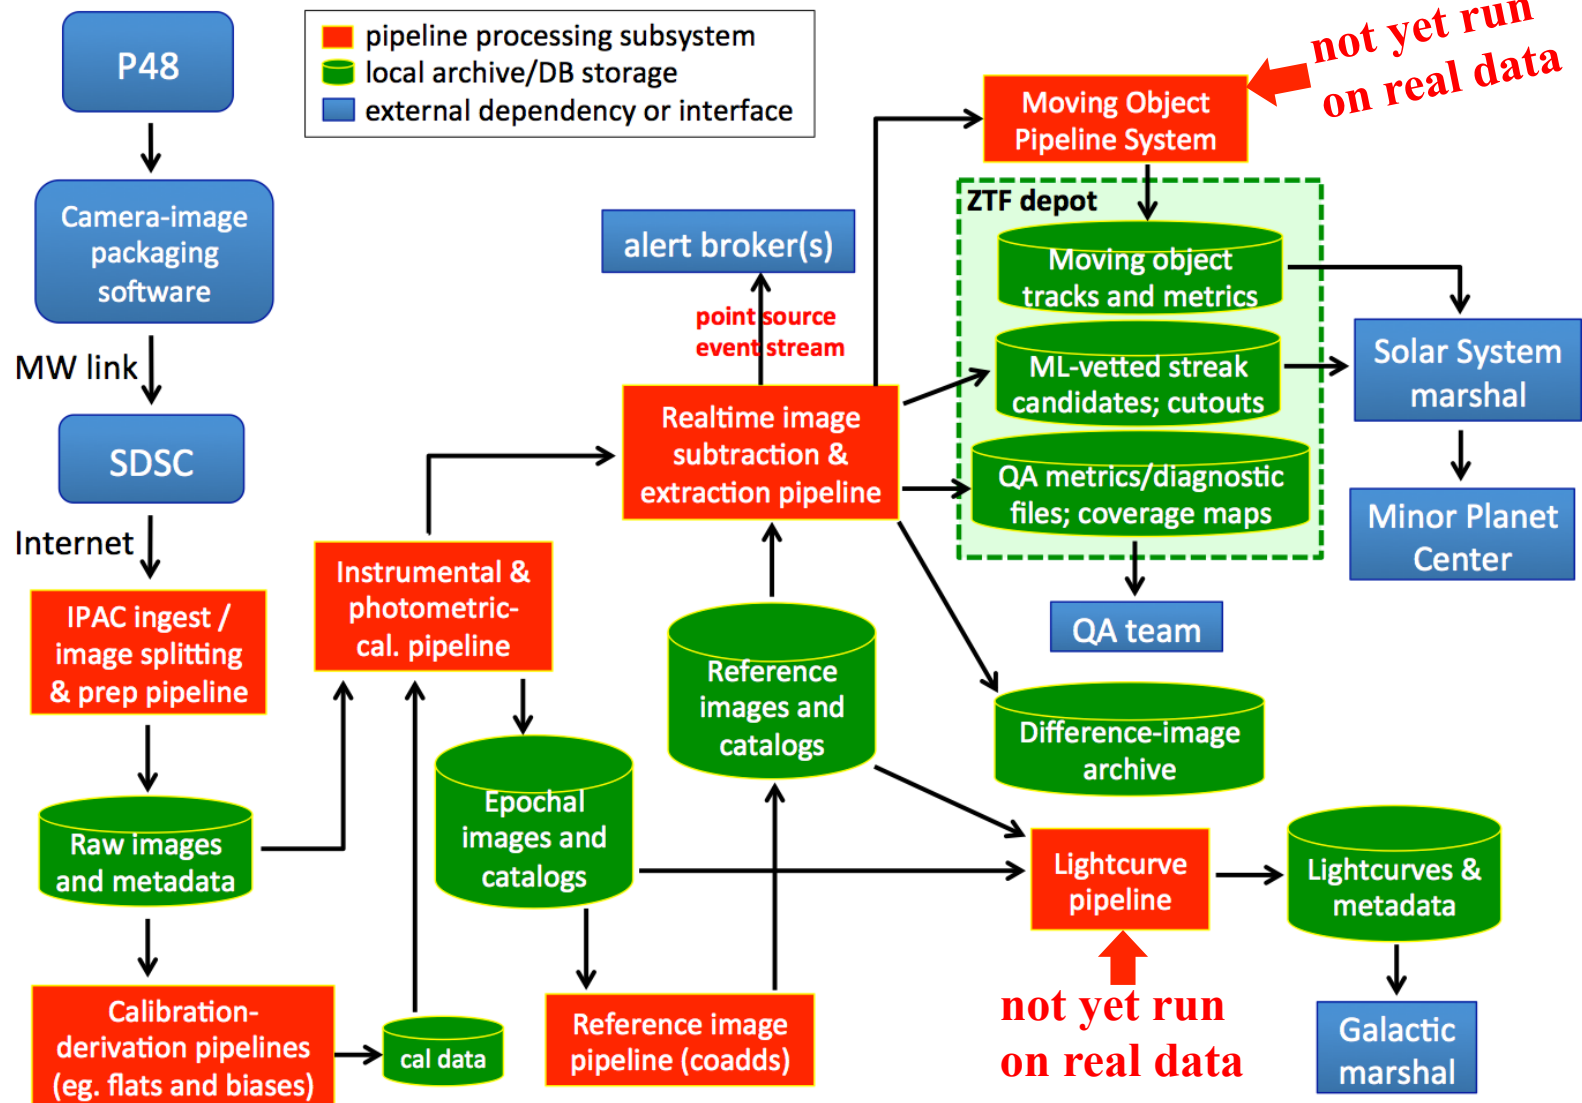 P48
pipeline processing subsystem
local archive/DB storage
external dependency or interface
not yet run
on real data
Moving Object
Pipeline System
Camera-image
packaging
software
alert broker(s)
point source
event stream
ZTF depot
Moving object
tracks and metrics
ML-vetted streak
candidates; cutouts
QA metrics/diagnostic
files; coverage maps
Solar System
marshal
Minor Planet
Center
QA team
MW link
SDSC
Internet
Realtime image
subtraction &
extraction pipeline
IPAC ingest /
image splitting
& prep pipeline
Instrumental &
photometric-
cal. pipeline
Reference
images and
catalogs
Difference-image
archive
Raw images
and metadata
Epochal
images and
catalogs
Lightcurve
pipeline
Lightcurves &
metadata
not yet run
on real data
Calibration-
derivation pipelines
(eg. flats and biases)
cal data
Reference image
pipeline (coadds)
Galactic
marshal